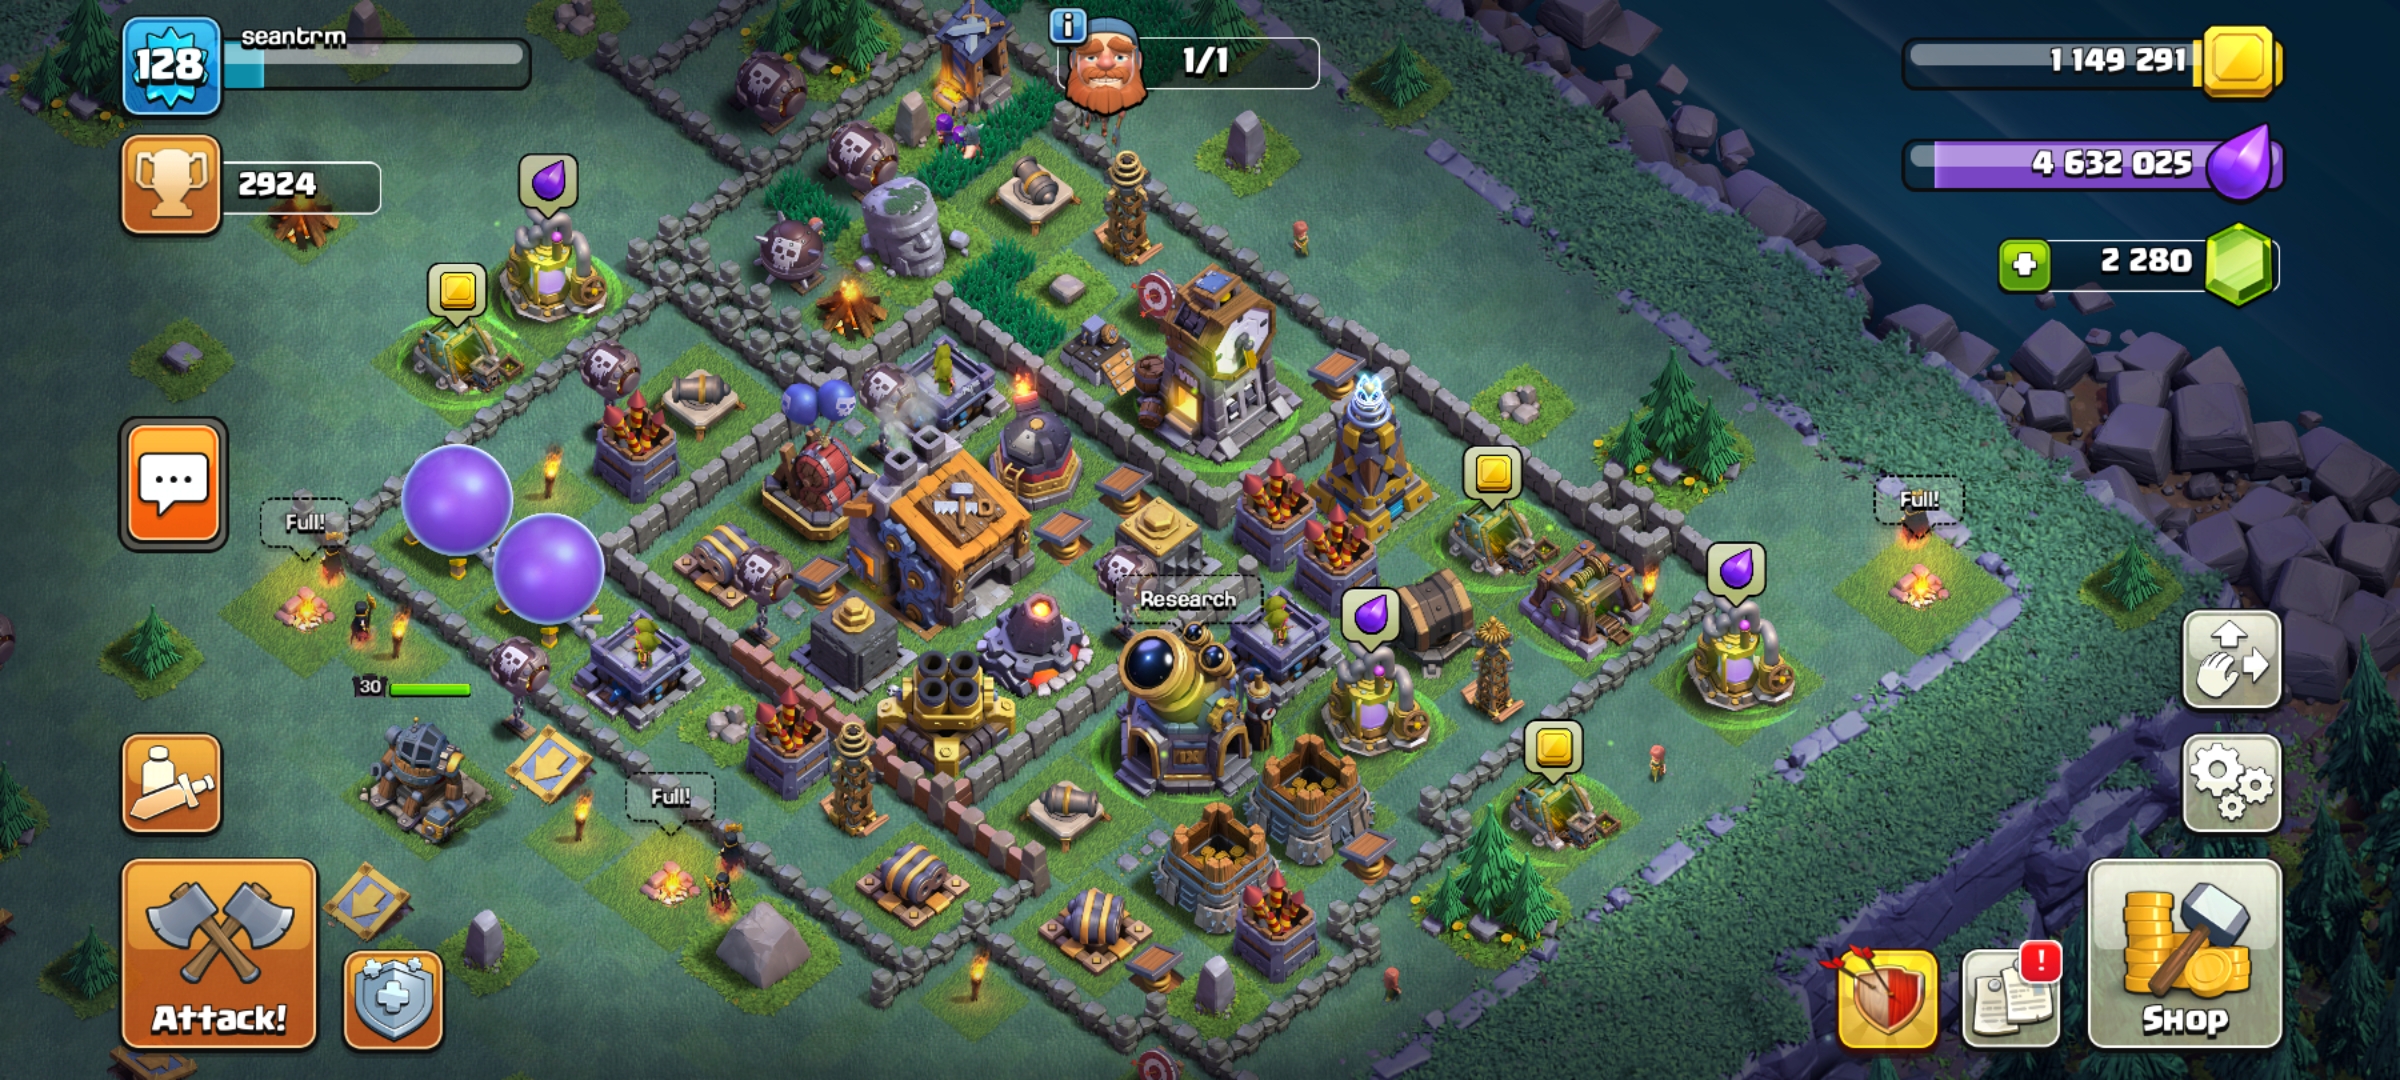 128
seantrm
i
1/1
1 149 291
2924
4 632 025
2 280
Full!
Full!
Research
30
Full!
Attack!
!
Shop